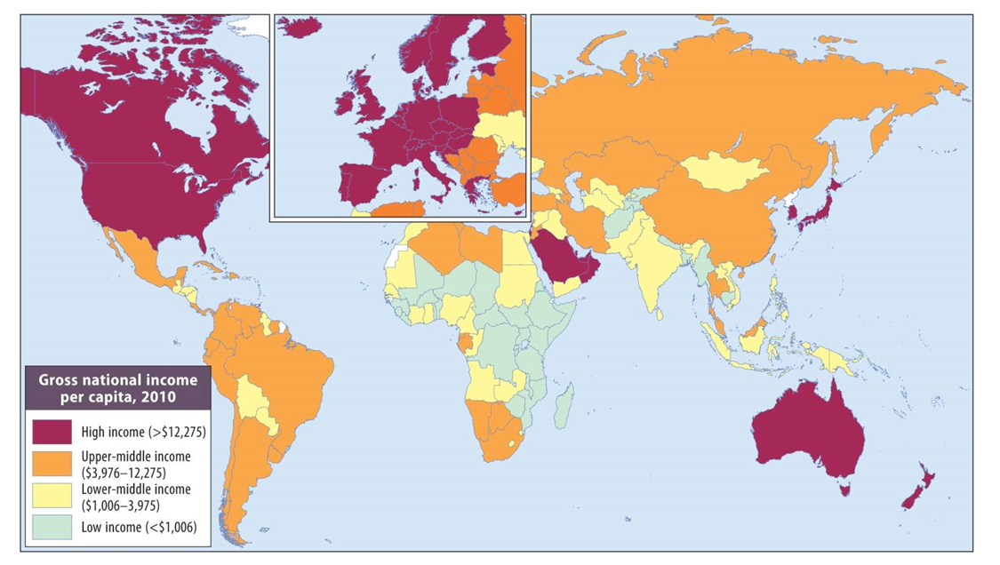 Gross national income
per capita, 2010
High income (>$12,275)
Upper-middle income
($3,976–12,275)
Lower-middle income
($1,006–3,975)
Low income (<$1,006)